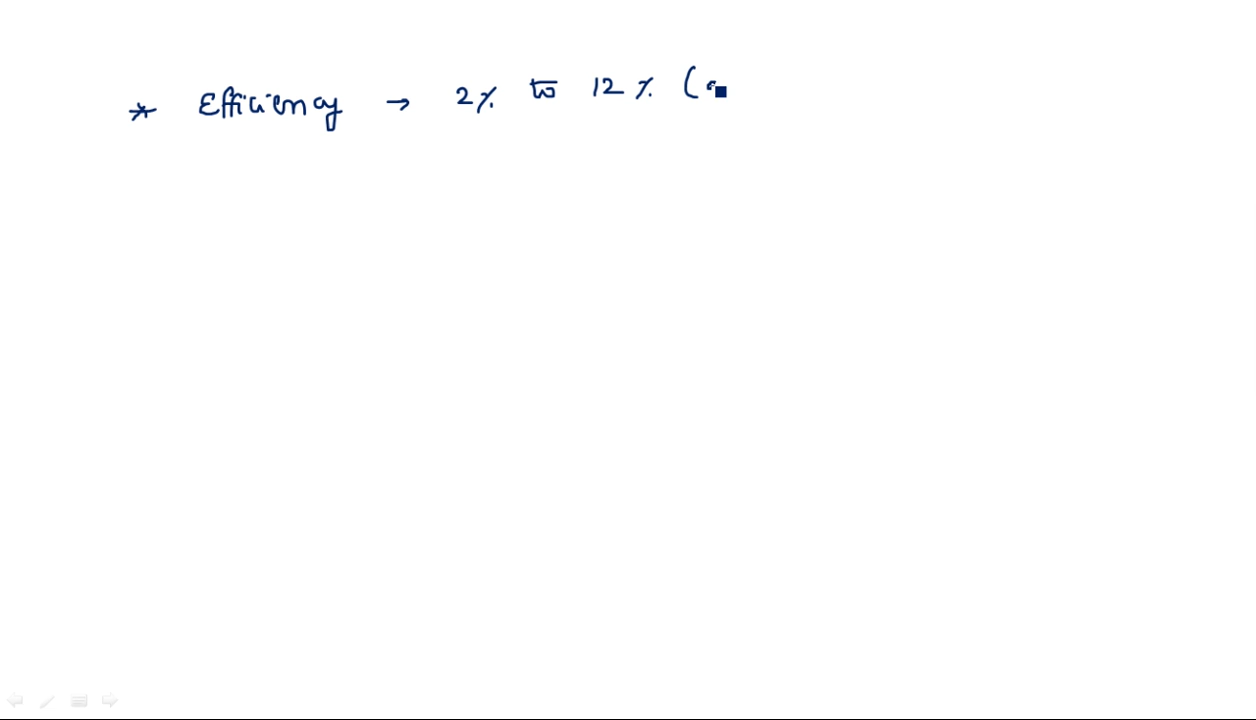 * Efficiency → 2% to 12% (